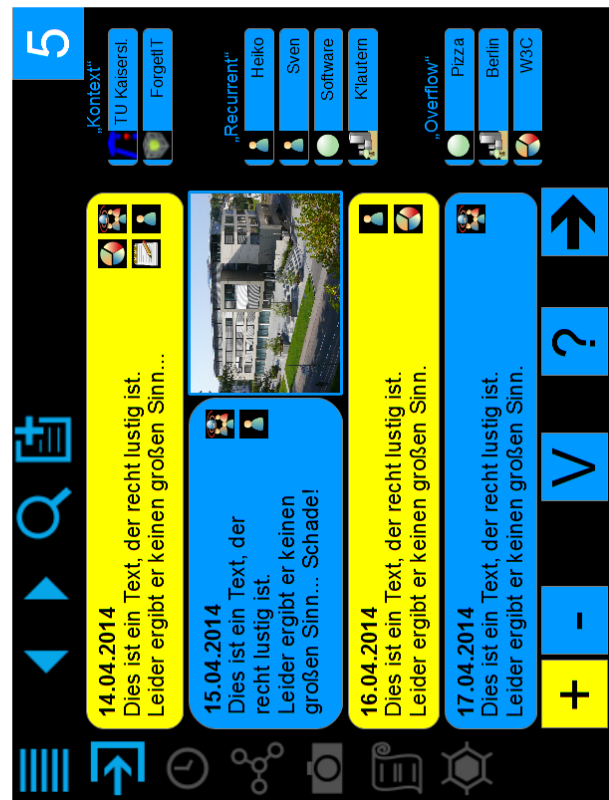 5
14.04.2014
Dies ist ein Text, der recht lustig ist.
Leider ergibt er keinen großen Sinn...
15.04.2014
Dies ist ein Text, der
recht lustig ist.
Leider ergibt er keinen
großen Sinn... Schade!
16.04.2014
Dies ist ein Text, der recht lustig ist.
Leider ergibt er keinen großen Sinn.
17.04.2014
Dies ist ein Text, der recht lustig ist.
Leider ergibt er keinen großen Sinn.
„Kontext“
TU Kaisersl.
ForgetIT
„Recurrent“
Heiko
Sven
Software
K'lautern
„Overflow“
Pizza
Berlin
W3C
+
-
V
?